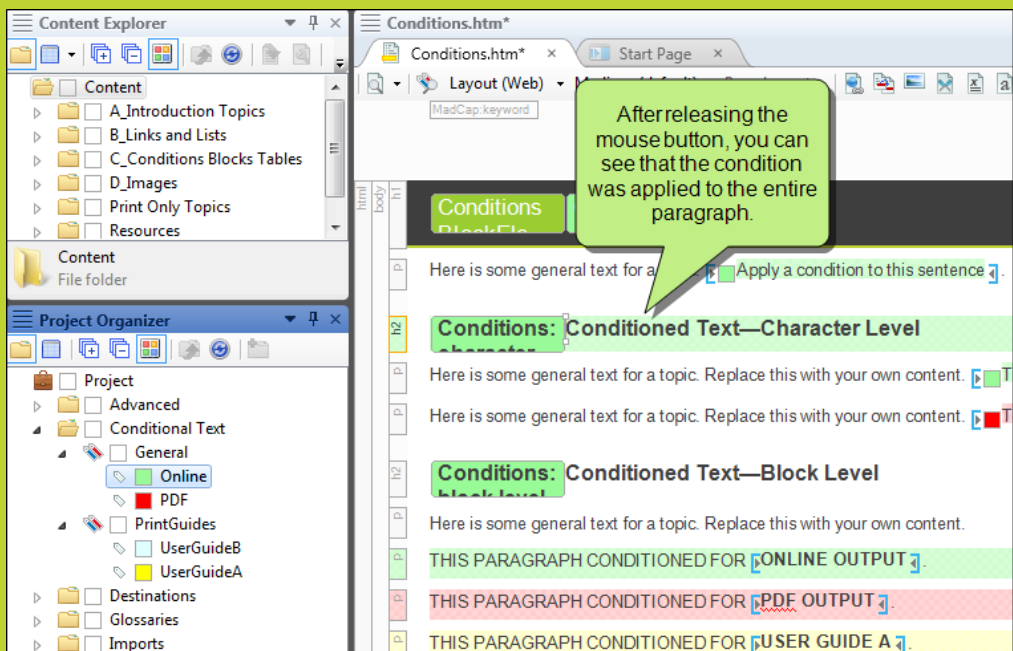 Content Explorer
Content
A_Introduction Topics
B_Links and Lists
C_Conditions Blocks Tables
D_Images
Print Only Topics
Resources
Content
File folder
Project Organizer
Project
Advanced
Conditional Text
General
Online
PDF
PrintGuides
UserGuideB
UserGuideA
Destinations
Glossaries
Imports
Conditions.htm*
Conditions.htm* Start Page
Layout (Web)
MadCap:keyword
After releasing the
mouse button, you can
see that the condition
was applied to the entire
paragraph.
html body h1
Conditions
p Here is some general text for a Apply a condition to this sentence .
h2 Conditions: Conditioned Text—Character Level
p Here is some general text for a topic. Replace this with your own content. T
p Here is some general text for a topic. Replace this with your own content. T
h2 Conditions: Conditioned Text—Block Level
p Here is some general text for a topic. Replace this with your own content.
p THIS PARAGRAPH CONDITIONED FOR ONLINE OUTPUT .
p THIS PARAGRAPH CONDITIONED FOR PDF OUTPUT .
p THIS PARAGRAPH CONDITIONED FOR USER GUIDE A .